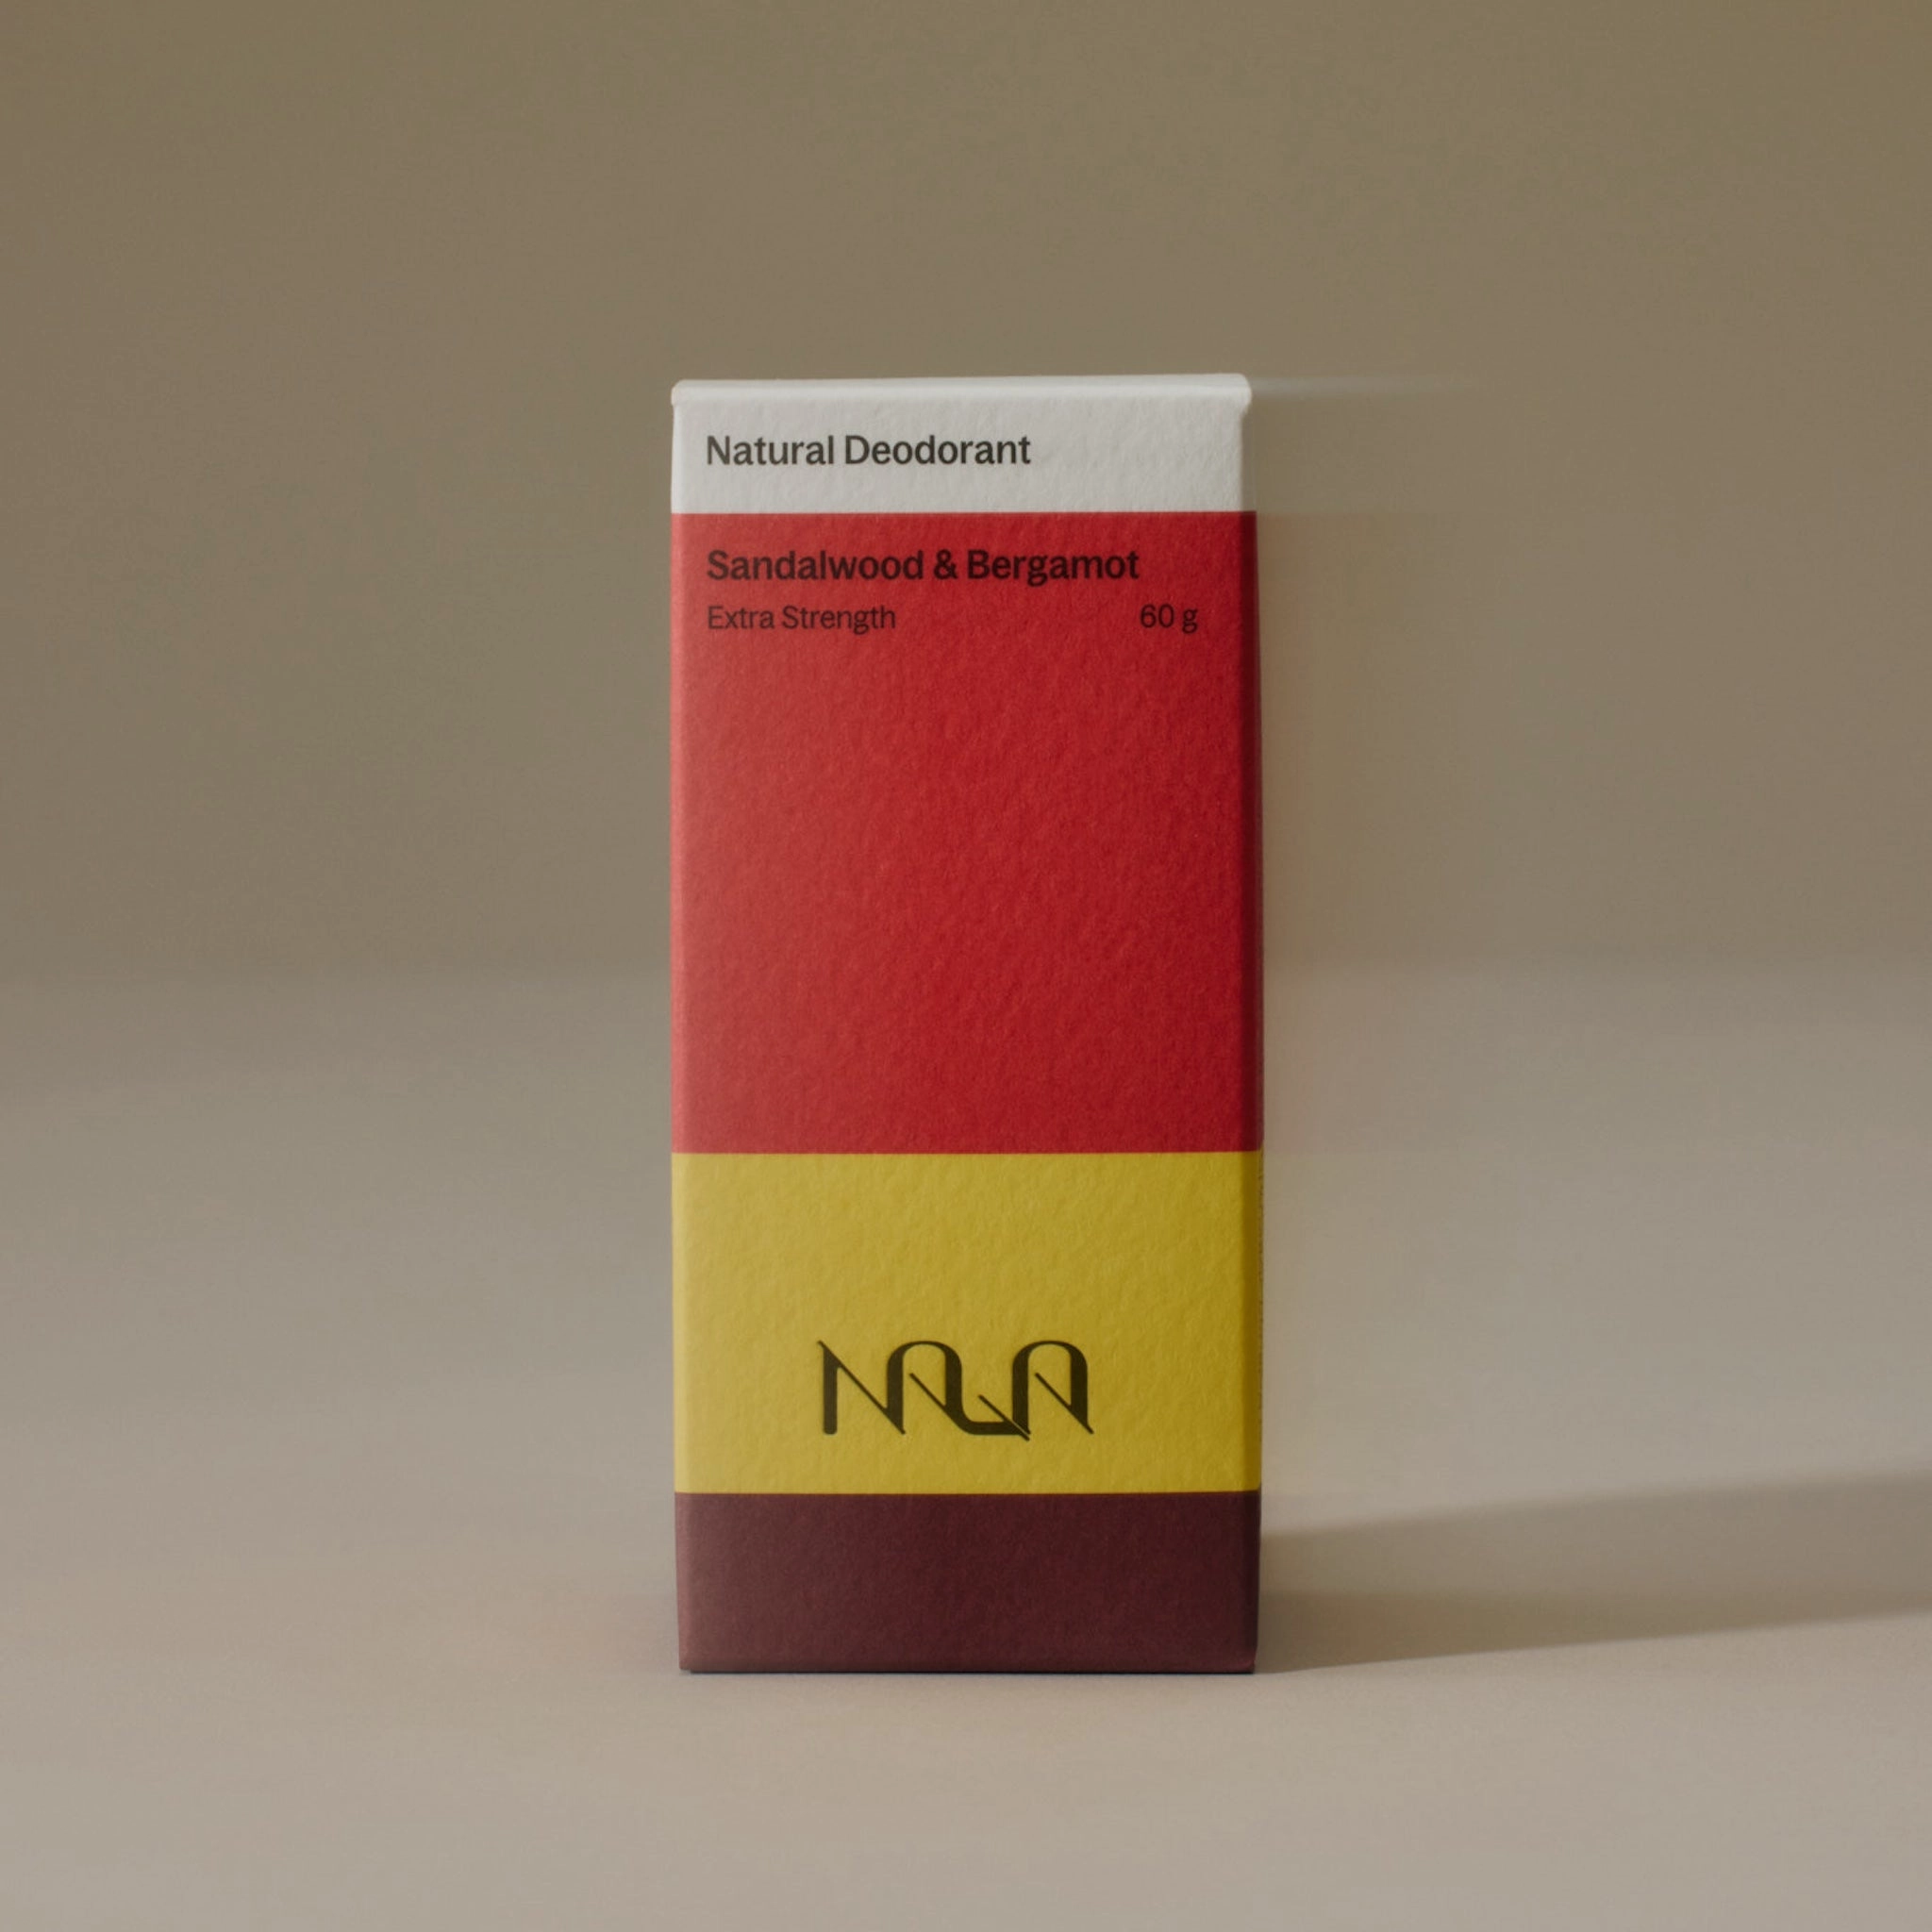 Natural Deodorant
Sandalwood & Bergamot
Extra Strength 60 g
NALA